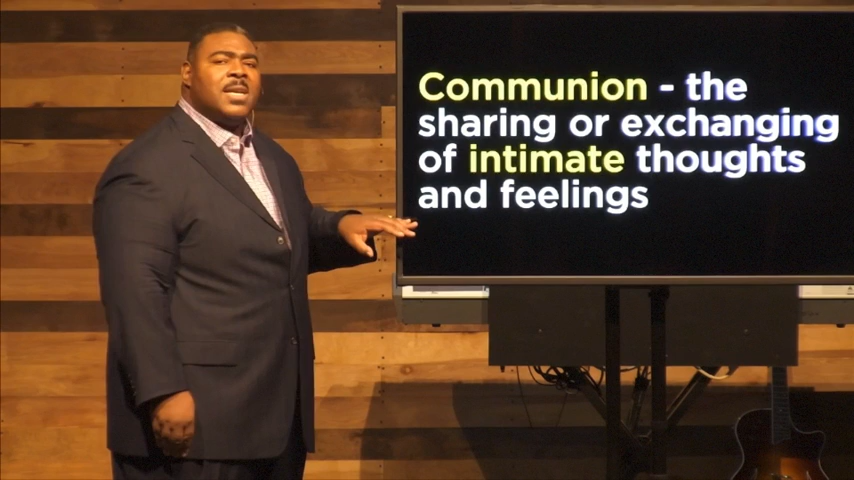 Communion - the
sharing or exchanging
of intimate thoughts
and feelings